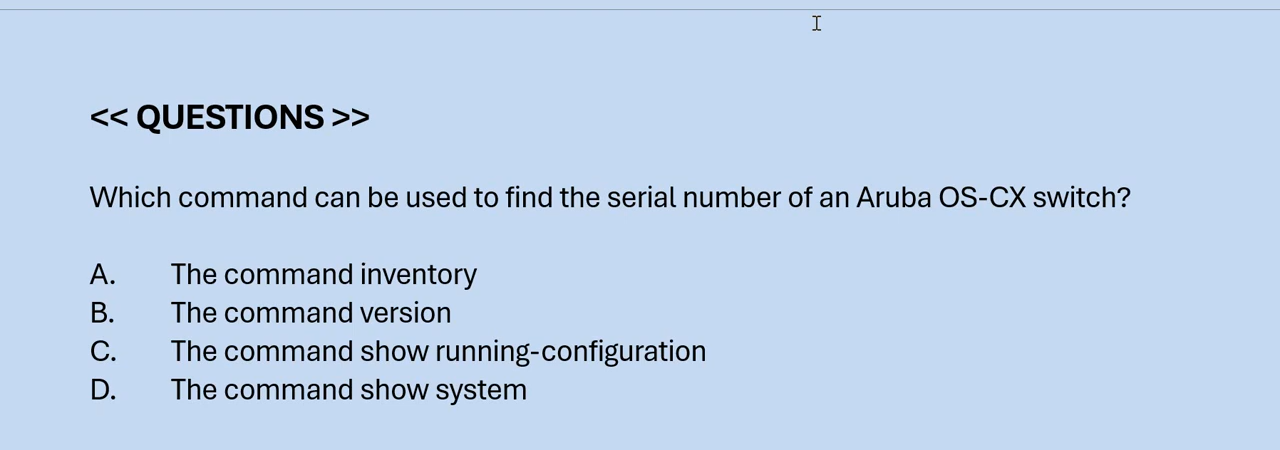 << QUESTIONS >>
Which command can be used to find the serial number of an Aruba OS-CX switch?
A. The command inventory
B. The command version
C. The command show running-configuration
D. The command show system